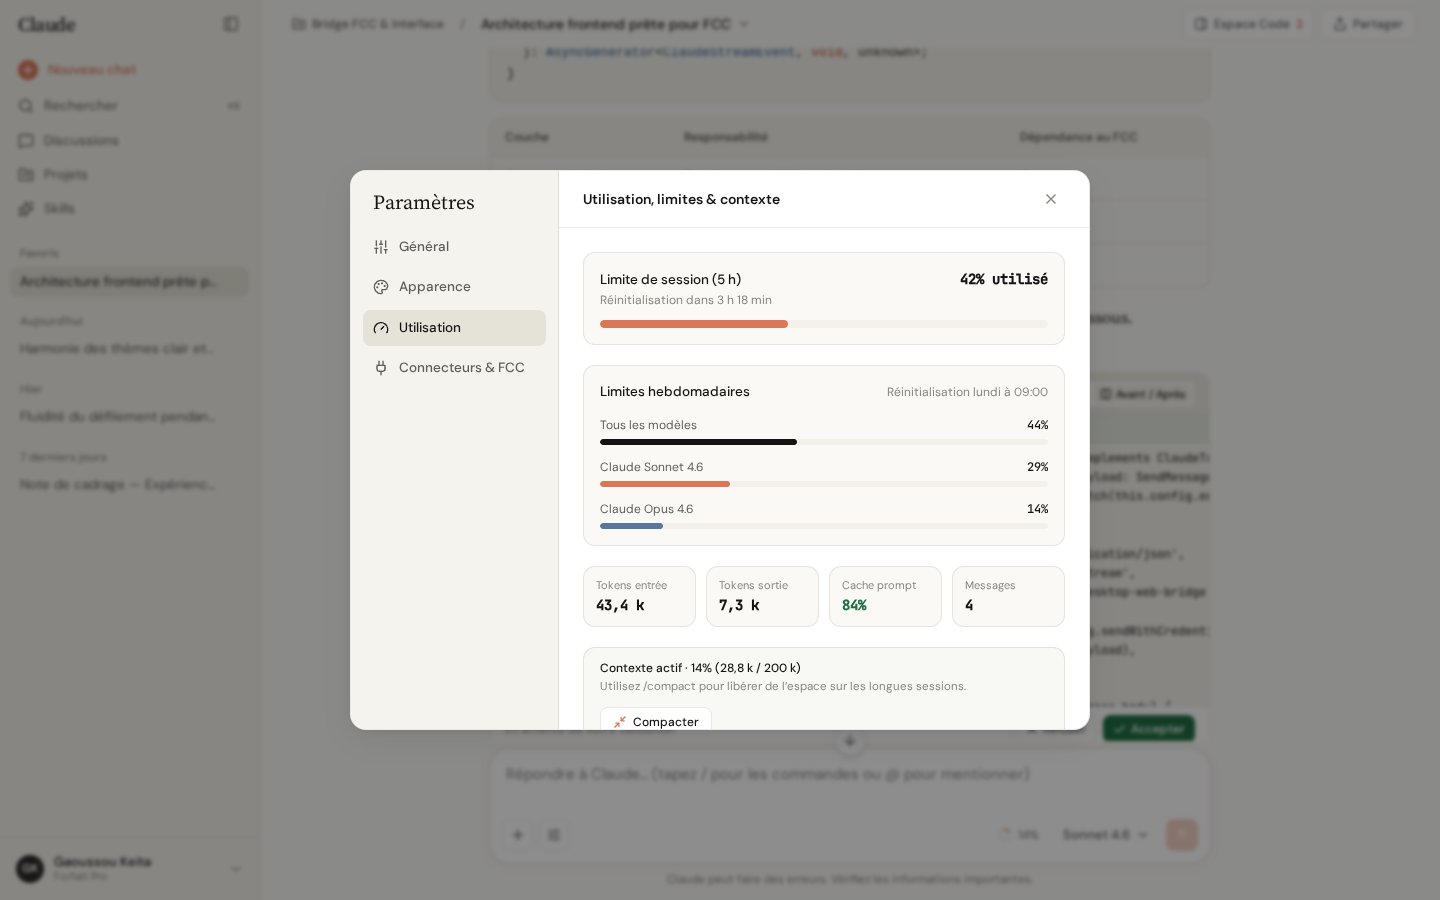 Claude
Nouveau chat
Rechercher
Discussions
Projets
Skills
Favoris
Architecture frontend prête p...
Aujourd'hui
Harmonie des thèmes clair et...
Hier
Fluidité du défilement pendan...
7 derniers jours
Note de cadrage — Expérienc...
Gaoussou Keita
Forfait Pro
Bridge FCC & Interface / Architecture frontend prête pour FCC
Espace Code 3
Partager
}: AsyncGenerator<ClaudeStreamEvent, void, unknown>;
}
Couche Responsabilité Dépendance au FCC
Paramètres
Général
Apparence
Utilisation
Connecteurs & FCC
Utilisation, limites & contexte
Limite de session (5 h) 42% utilisé
Réinitialisation dans 3 h 18 min
Limites hebdomadaires Réinitialisation lundi à 09:00
Tous les modèles 44%
Claude Sonnet 4.6 29%
Claude Opus 4.6 14%
Tokens entrée Tokens sortie Cache prompt Messages
43,4 k 7,3 k 84% 4
Contexte actif · 14% (28,8 k / 200 k)
Utilisez /compact pour libérer de l’espace sur les longues sessions.
Compacter
Avant / Après
Accepter
Répondre à Claude... (tapez / pour les commandes ou @ pour mentionner)
14% Sonnet 4.6
Claude peut faire des erreurs. Vérifiez les informations importantes.